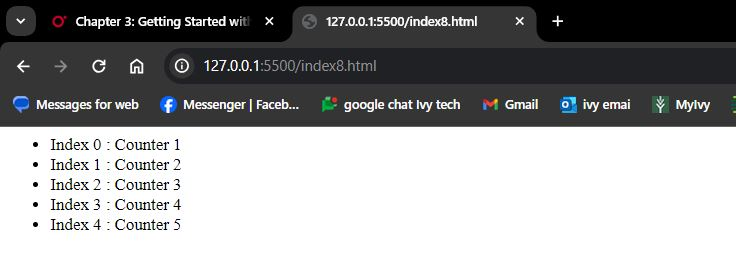 Chapter 3: Getting Started with
127.0.0.1:5500/index8.html
127.0.0.1:5500/index8.html
Messages for web
Messenger | Faceb...
google chat Ivy tech
Gmail
ivy emai
MyIvy
Index 0 : Counter 1
Index 1 : Counter 2
Index 2 : Counter 3
Index 3 : Counter 4
Index 4 : Counter 5